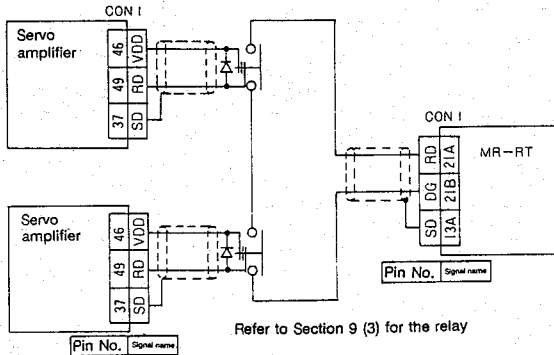 CON 1
Servo
amplifier
46 VDD
49 RD
37 SD
CON 1
RD 21A
DG 21B
SD 13A
MR-RT
Pin No. Signal name
Servo
amplifier
46 VDD
49 RD
37 SD
Pin No. Signal name
Refer to Section 9 (3) for the relay